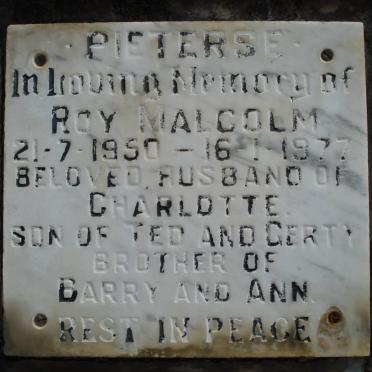 PIETERSE
In Loving Memory of
ROY MALCOLM
21-7-1950 - 16-1-1977
BELOVED HUSBAND OF
CHARLOTTE.
SON OF TED AND GERTY
BROTHER OF
BARRY AND ANN.
REST IN PEACE